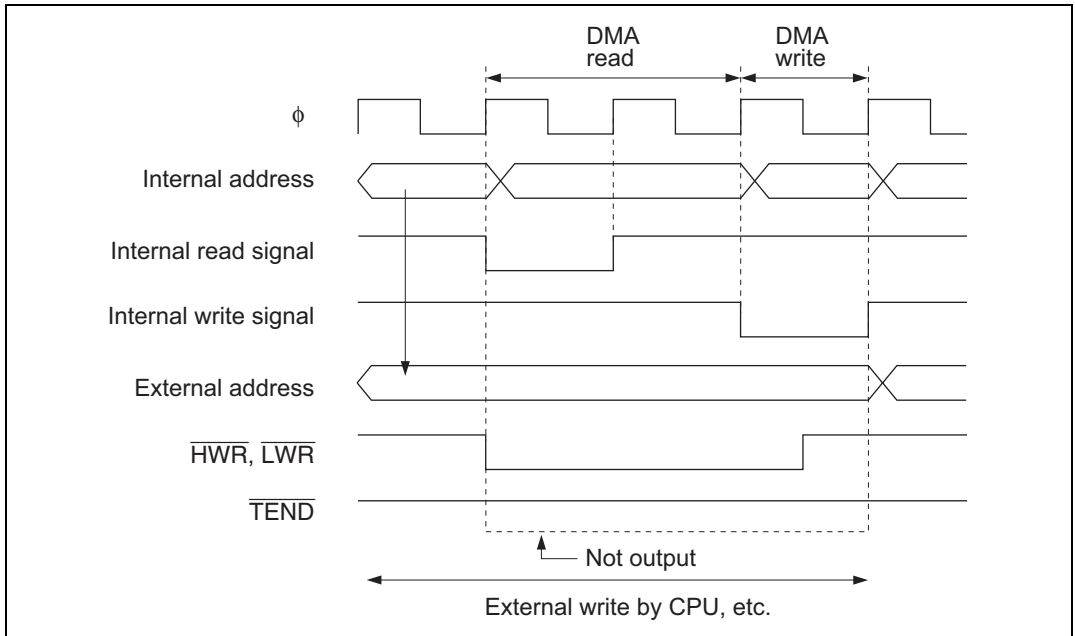 DMA
read
DMA
write
ϕ
Internal address
Internal read signal
Internal write signal
External address
HWR, LWR
TEND
Not output
External write by CPU, etc.